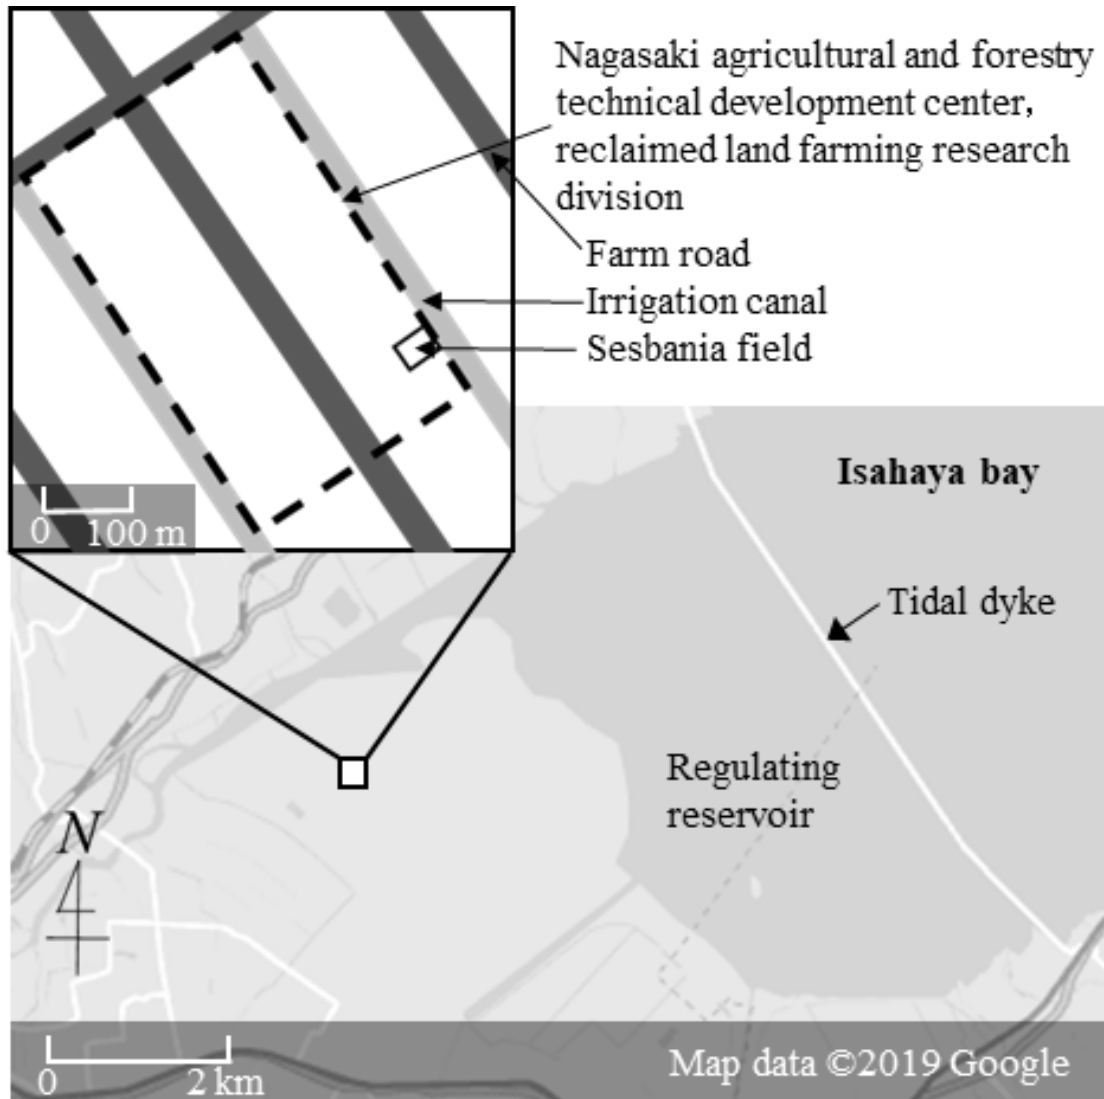 Nagasaki agricultural and forestry
technical development center,
reclaimed land farming research
division
Farm road
Irrigation canal
Sesbania field
0 100 m
Isahaya bay
Tidal dyke
Regulating
reservoir
N
0 2 km
Map data ©2019 Google